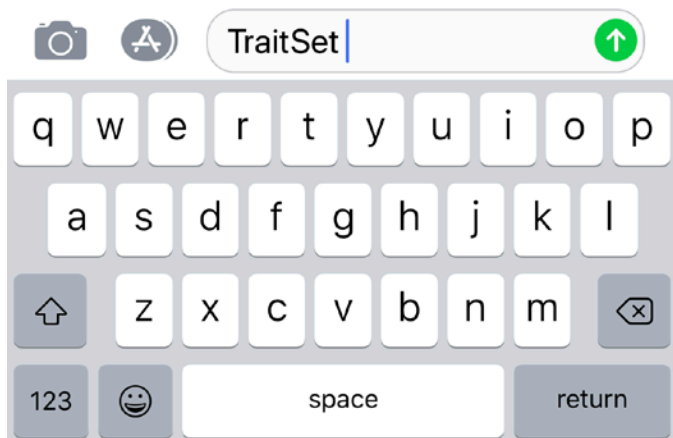 TraitSet
q w e r t y u i o p
a s d f g h j k l
z x c v b n m
123 space return